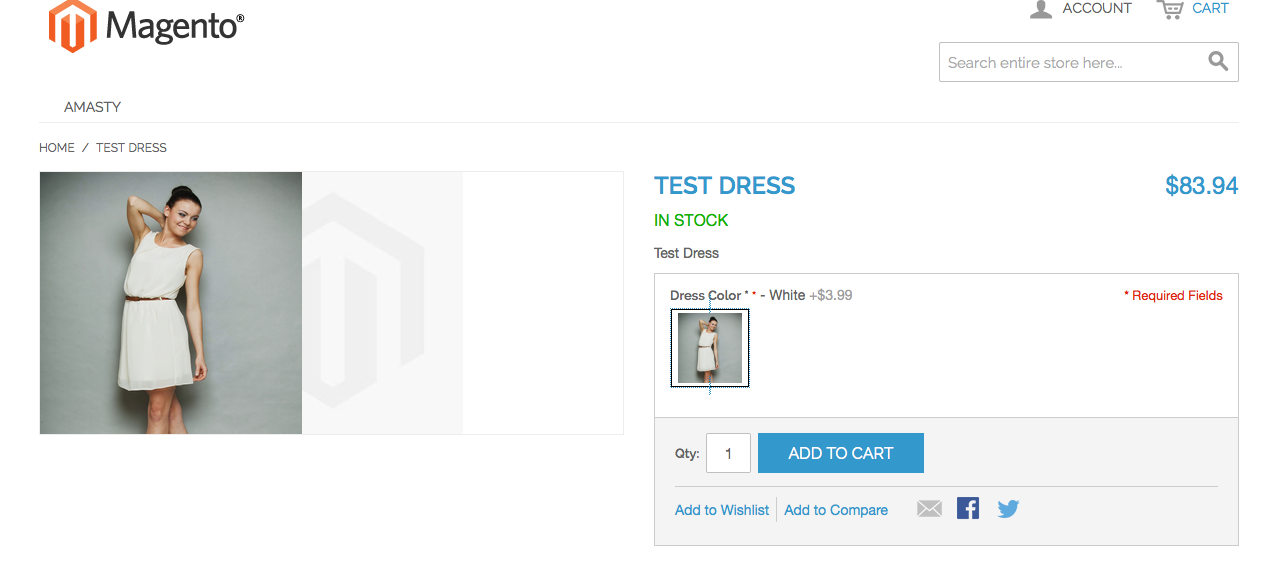 Magento®
ACCOUNT CART
Search entire store here...
AMASTY
HOME / TEST DRESS
TEST DRESS $83.94
IN STOCK
Test Dress
Dress Color * * - White +$3.99 * Required Fields
Qty: 1 ADD TO CART
Add to Wishlist Add to Compare